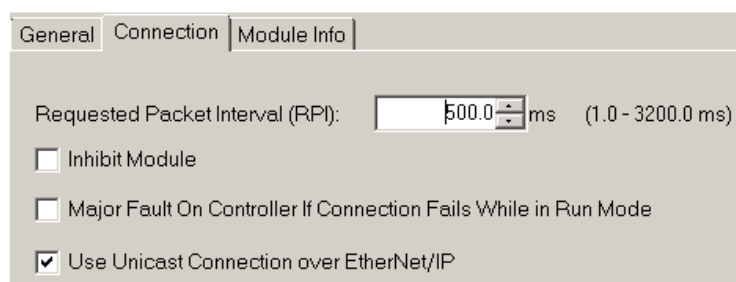 General Connection Module Info
Requested Packet Interval (RPI): 500.0 ms (1.0 - 3200.0 ms)
Inhibit Module
Major Fault On Controller If Connection Fails While in Run Mode
Use Unicast Connection over EtherNet/IP